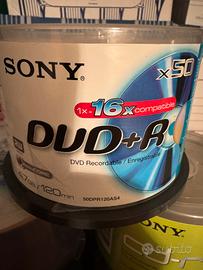 SONY
x50
1x-16x compatible
DVD+R
DVD Recordable / Enregistrable
4.7GB/120min
50DPR120AS4
SONY
subito